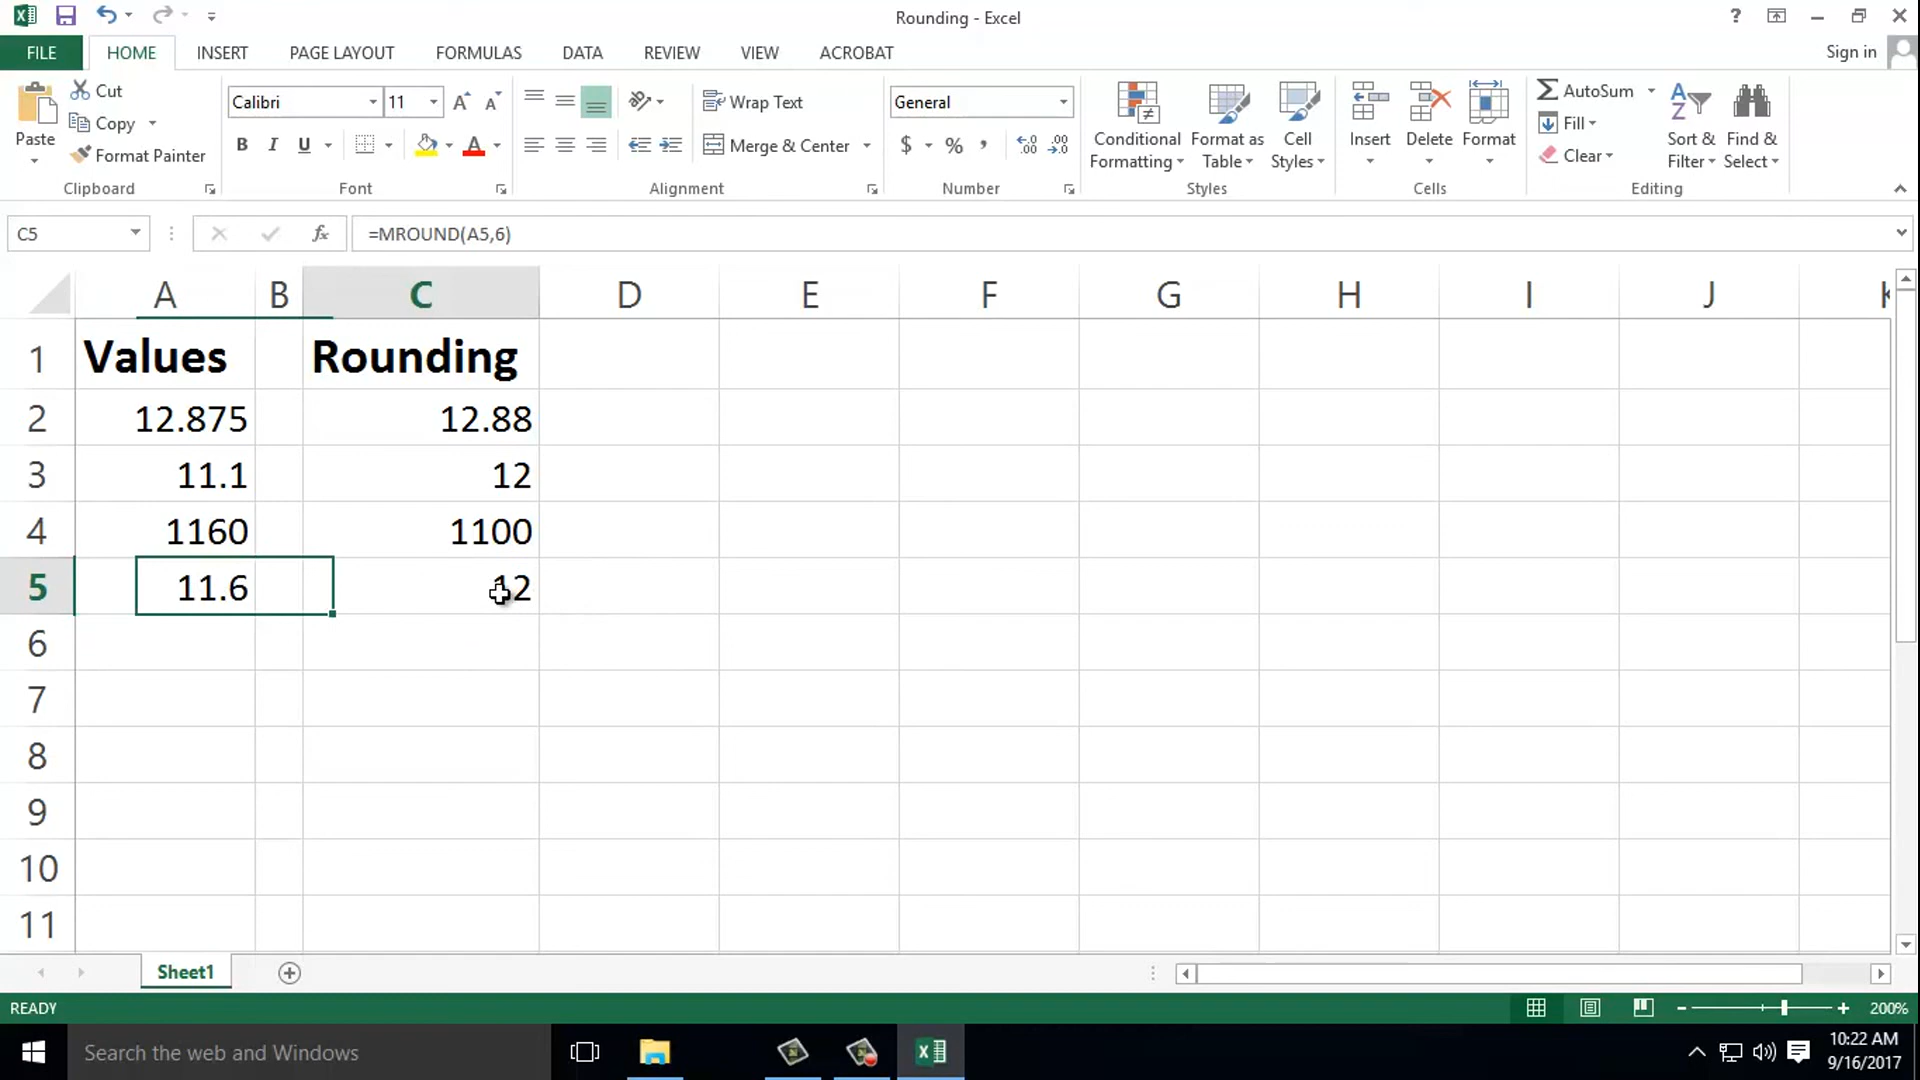 Rounding - Excel
?
FILE HOME INSERT PAGE LAYOUT FORMULAS DATA REVIEW VIEW ACROBAT Sign in
Paste
Cut
Copy
Format Painter
Clipboard
Calibri 11
B I U
Font
Wrap Text
Merge & Center
Alignment
General
$ % ,
Number
Conditional Formatting
Format as Table
Cell Styles
Styles
Insert Delete Format
Cells
AutoSum
Fill
Clear
Sort & Filter
Find & Select
Editing
C5 fx =MROUND(A5,6)
A B C D E F G H I J K
1 Values Rounding
2 12.875 12.88
3 11.1 12
4 1160 1100
5 11.6 12
6
7
8
9
10
11
Sheet1
READY 200%
Search the web and Windows
10:22 AM
9/16/2017